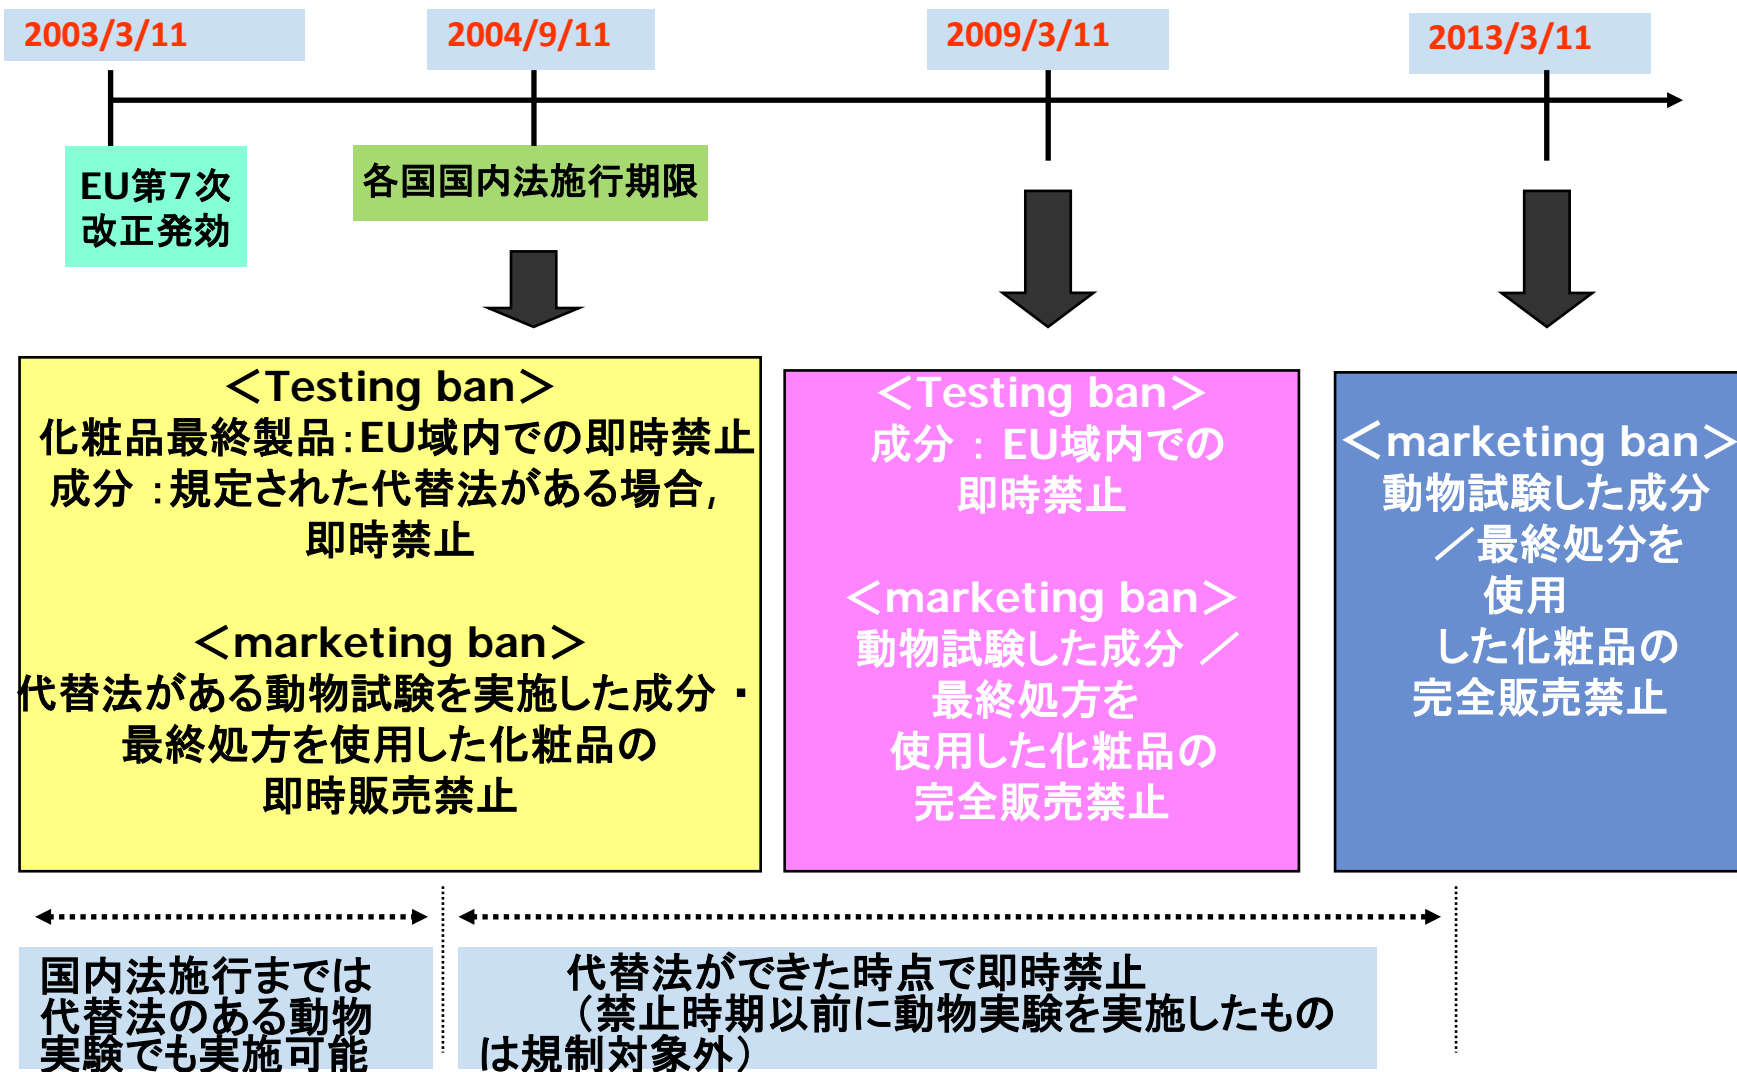 2003/3/11
2004/9/11
2009/3/11
2013/3/11
EU第7次
改正発効
各国国内法施行期限
＜Testing ban＞
化粧品最終製品：EU域内での即時禁止
成分 ：規定された代替法がある場合，
即時禁止
＜marketing ban＞
代替法がある動物試験を実施した成分・
最終処方を使用した化粧品の
即時販売禁止
＜Testing ban＞
成分 ： EU域内での
即時禁止
＜marketing ban＞
動物試験した成分 ／
最終処方を
使用した化粧品の
完全販売禁止
＜marketing ban＞
動物試験した成分
／最終処分を
使用
した化粧品の
完全販売禁止
国内法施行までは
代替法のある動物
実験でも実施可能
代替法ができた時点で即時禁止
（禁止時期以前に動物実験を実施したもの
は規制対象外）